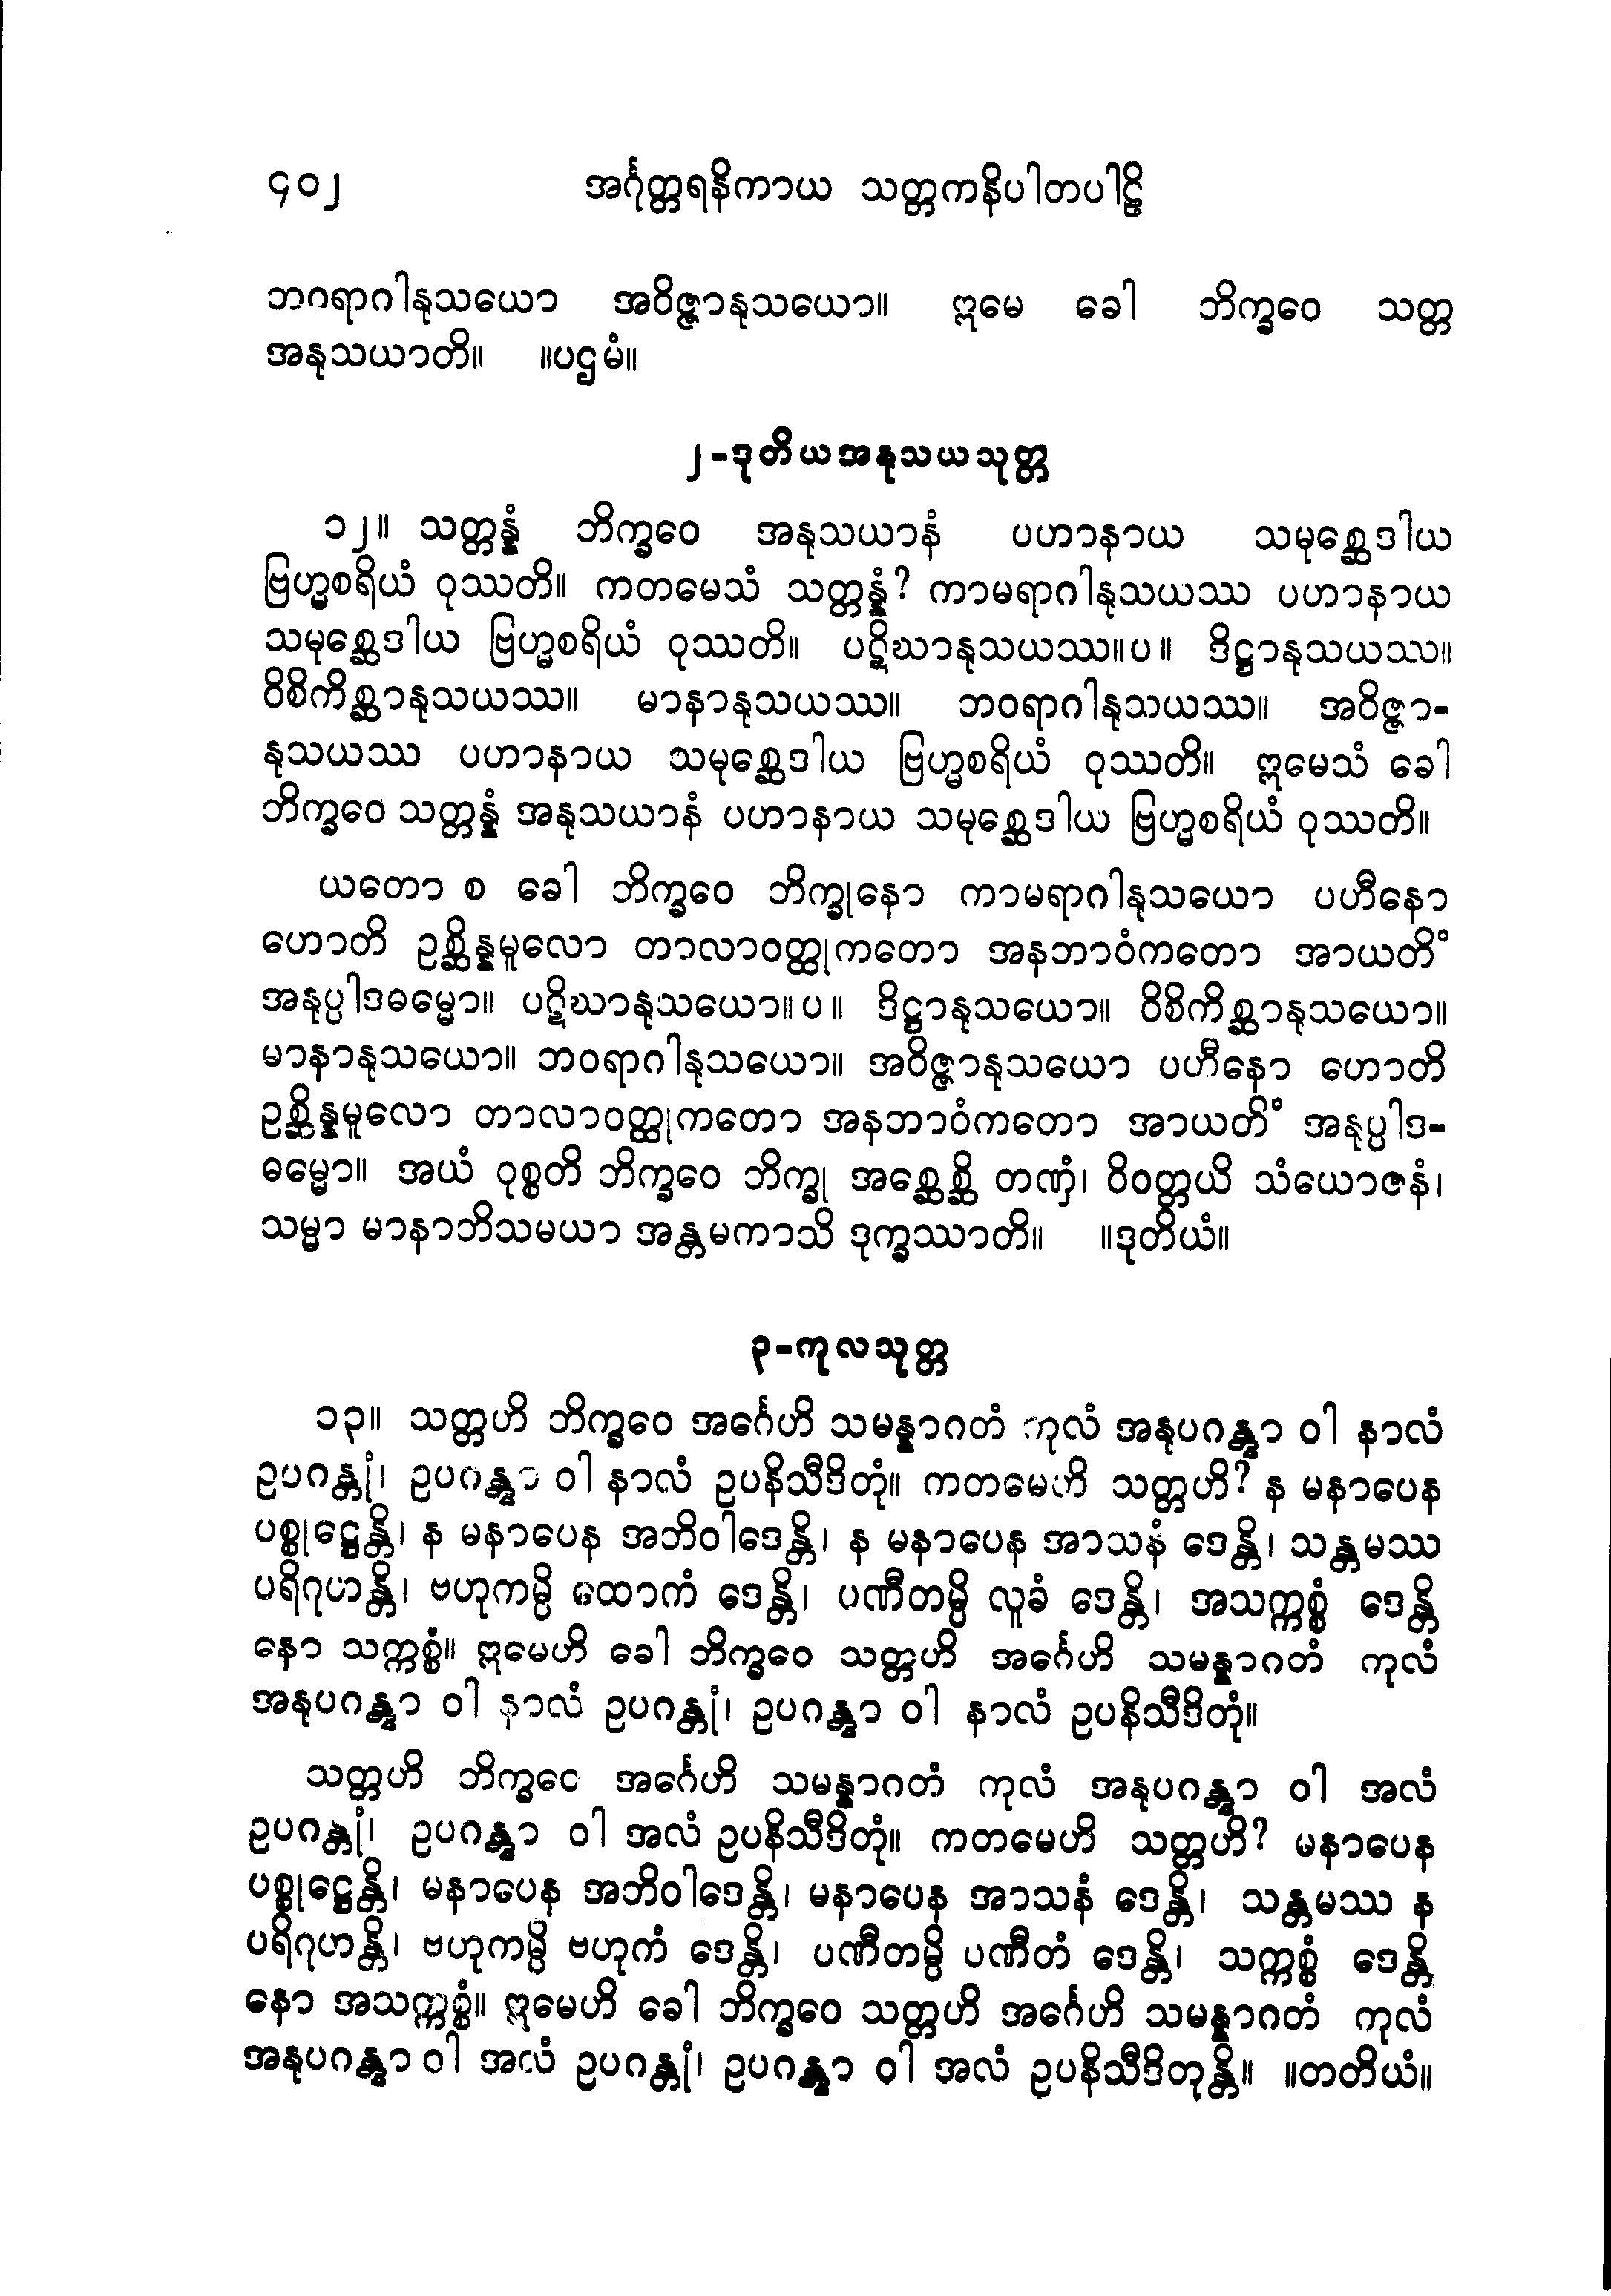 ၄၀၂ အင်္ဂုတ္တရနိကာယ သတ္တကနိပါတပါဠိ
ဘဂရာဂါနုသယော အဝိဇ္ဇာနုသယော။ ဣမေ ခေါ ဘိက္ခဝေ သတ္တ
အနုသယာတိ။ ။ပဌမံ။
၂-ဒုတိယအနုသယသုတ္တ
၁၂။ သတ္တန္နံ ဘိက္ခဝေ အနုသယာနံ ပဟာနာယ သမုစ္ဆေဒါယ
ဗြဟ္မစရိယံ ဝုဿတိ။ ကတမေသံ သတ္တန္နံ? ကာမရာဂါနုသယဿ ပဟာနာယ
သမုစ္ဆေဒါယ ဗြဟ္မစရိယံ ဝုဿတိ။ ပဋိဃာနုသယဿ။ပ။ ဒိဋ္ဌာနုသယဿ။
ဝိစိကိစ္ဆာနုသယဿ။ မာနာနုသယဿ။ ဘဝရာဂါနုသယဿ။ အဝိဇ္ဇာ-
နုသယဿ ပဟာနာယ သမုစ္ဆေဒါယ ဗြဟ္မစရိယံ ဝုဿတိ။ ဣမေသံ ခေါ
ဘိက္ခဝေ သတ္တန္နံ အနုသယာနံ ပဟာနာယ သမုစ္ဆေဒါယ ဗြဟ္မစရိယံ ဝုဿတိ။
ယတော စ ခေါ ဘိက္ခဝေ ဘိက္ခုနော ကာမရာဂါနုသယော ပဟီနော
ဟောတိ ဥစ္ဆိန္နမူလော တာလာဝတ္ထုကတော အနဘာဝံကတော အာယတိံ
အနုပ္ပါဒဓမ္မော။ ပဋိဃာနုသယော။ပ။ ဒိဋ္ဌာနုသယော။ ဝိစိကိစ္ဆာနုသယော။
မာနာနုသယော။ ဘဝရာဂါနုသယော။ အဝိဇ္ဇာနုသယော ပဟီနော ဟောတိ
ဥစ္ဆိန္နမူလော တာလာဝတ္ထုကတော အနဘာဝံကတော အာယတိံ အနုပ္ပါဒ-
ဓမ္မော။ အယံ ဝုစ္စတိ ဘိက္ခဝေ ဘိက္ခု အစ္ဆေစ္ဆိ တဏှံ၊ ဝိဝတ္တယိ သံယောဇနံ၊
သမ္မာ မာနာဘိသမယာ အန္တမကာသိ ဒုက္ခဿာတိ။ ။ဒုတိယံ။
၃-ကုလသုတ္တ
၁၃။ သတ္တဟိ ဘိက္ခဝေ အင်္ဂေဟိ သမန္နာဂတံ ကုလံ အနုပဂန္တွာ ဝါ နာလံ
ဥပဂန္တုံ၊ ဥပဂန္တွာ ဝါ နာလံ ဥပနိသီဒိတုံ။ ကတမေဟိ သတ္တဟိ? န မနာပေန
ပစ္စုဋ္ဌေန္တိ၊ န မနာပေန အဘိဝါဒေန္တိ၊ န မနာပေန အာသနံ ဒေန္တိ၊ သန္တမဿ
ပရိဂုဟန္တိ၊ ဗဟုကမ္ပိ ထောကံ ဒေန္တိ၊ ပဏီတမ္ပိ လူခံ ဒေန္တိ၊ အသက္ကစ္စံ ဒေန္တိ
နော သက္ကစ္စံ။ ဣမေဟိ ခေါ ဘိက္ခဝေ သတ္တဟိ အင်္ဂေဟိ သမန္နာဂတံ ကုလံ
အနုပဂန္တွာ ဝါ နာလံ ဥပဂန္တုံ၊ ဥပဂန္တွာ ဝါ နာလံ ဥပနိသီဒိတုံ။
သတ္တဟိ ဘိက္ခဝေ အင်္ဂေဟိ သမန္နာဂတံ ကုလံ အနုပဂန္တွာ ဝါ အလံ
ဥပဂန္တုံ၊ ဥပဂန္တွာ ဝါ အလံ ဥပနိသီဒိတုံ။ ကတမေဟိ သတ္တဟိ? မနာပေန
ပစ္စုဋ္ဌေန္တိ၊ မနာပေန အဘိဝါဒေန္တိ၊ မနာပေန အာသနံ ဒေန္တိ၊ သန္တမဿ န
ပရိဂုဟန္တိ၊ ဗဟုကမ္ပိ ဗဟုကံ ဒေန္တိ၊ ပဏီတမ္ပိ ပဏီတံ ဒေန္တိ၊ သက္ကစ္စံ ဒေန္တိ
နော အသက္ကစ္စံ။ ဣမေဟိ ခေါ ဘိက္ခဝေ သတ္တဟိ အင်္ဂေဟိ သမန္နာဂတံ ကုလံ
အနုပဂန္တွာ ဝါ အလံ ဥပဂန္တုံ၊ ဥပဂန္တွာ ဝါ အလံ ဥပနိသီဒိတုန္တိ။ ။တတိယံ။